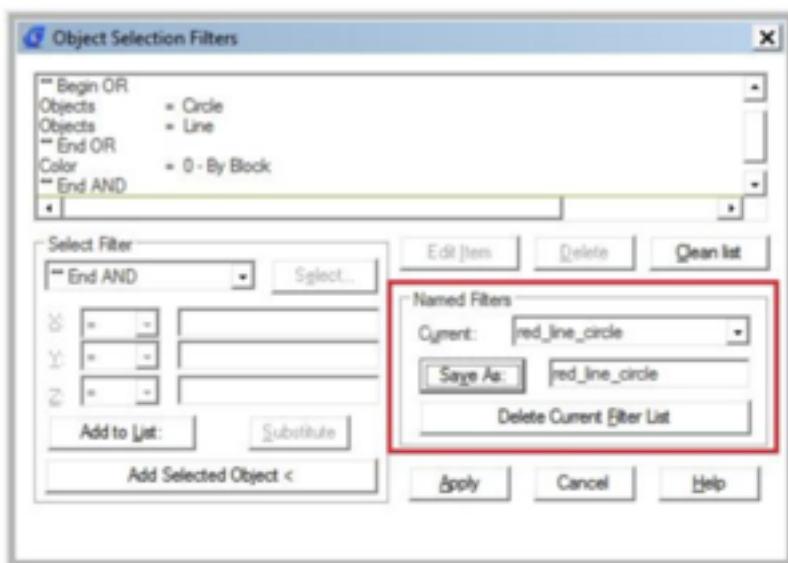 Object Selection Filters
** Begin OR
Objects = Circle
Objects = Line
** End OR
Color = 0 - By Block
** End AND
Select Filter
** End AND
Select...
X: =
Y: =
Z: =
Add to List:
Substitute
Add Selected Object <
Edit Item
Delete
Clean list
Named Filters
Current: red_line_circle
Save As: red_line_circle
Delete Current Filter List
Apply
Cancel
Help